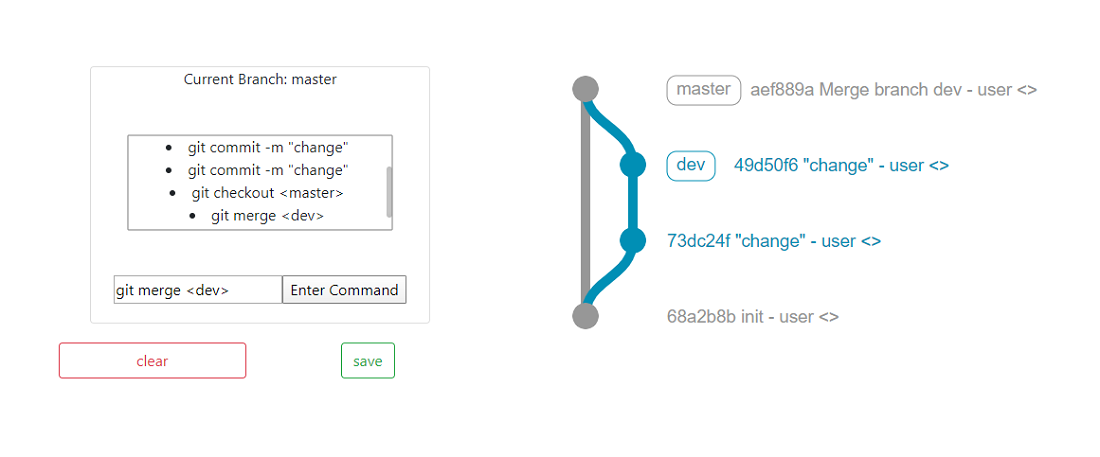 Current Branch: master
git commit -m "change"
git commit -m "change"
git checkout <master>
git merge <dev>
git merge <dev>
Enter Command
clear
save
master aef889a Merge branch dev - user <>
dev 49d50f6 "change" - user <>
73dc24f "change" - user <>
68a2b8b init - user <>